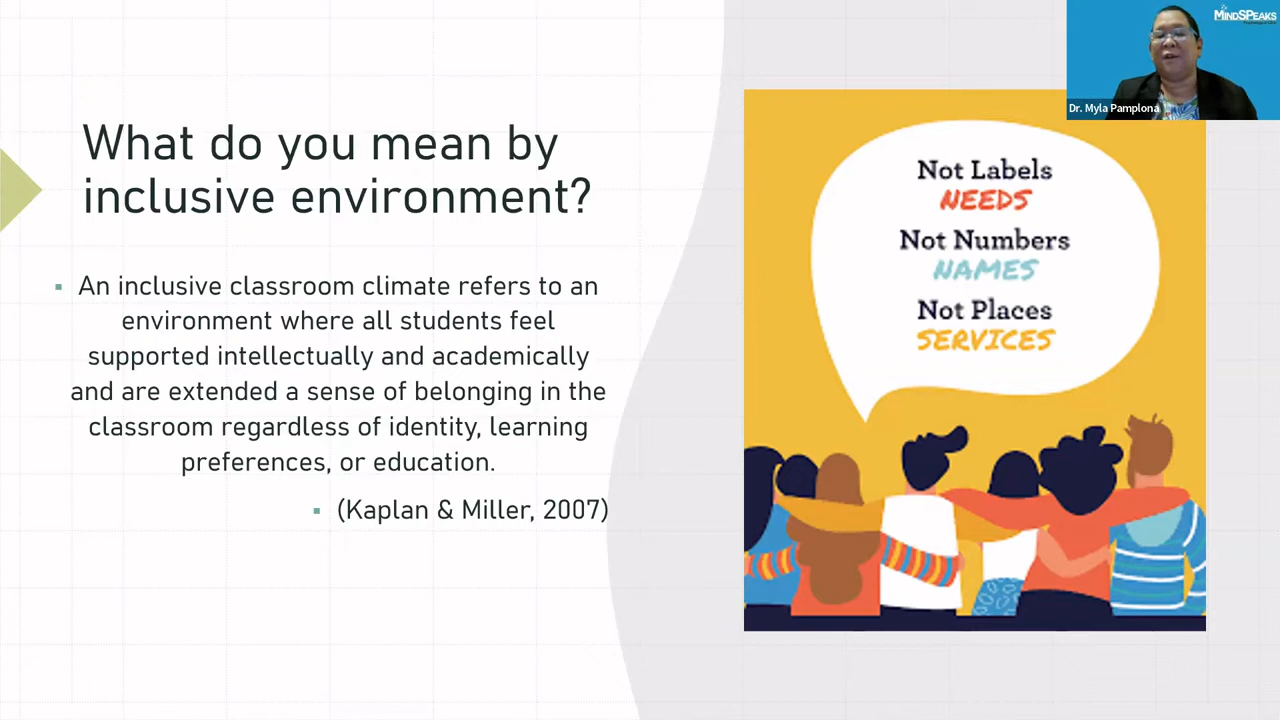 What do you mean by
inclusive environment?
An inclusive classroom climate refers to an
environment where all students feel
supported intellectually and academically
and are extended a sense of belonging in the
classroom regardless of identity, learning
preferences, or education.
(Kaplan & Miller, 2007)
Not Labels
NEEDS
Not Numbers
NAMES
Not Places
SERVICES
MINDSPEAKS
Dr. Myla Pamplona